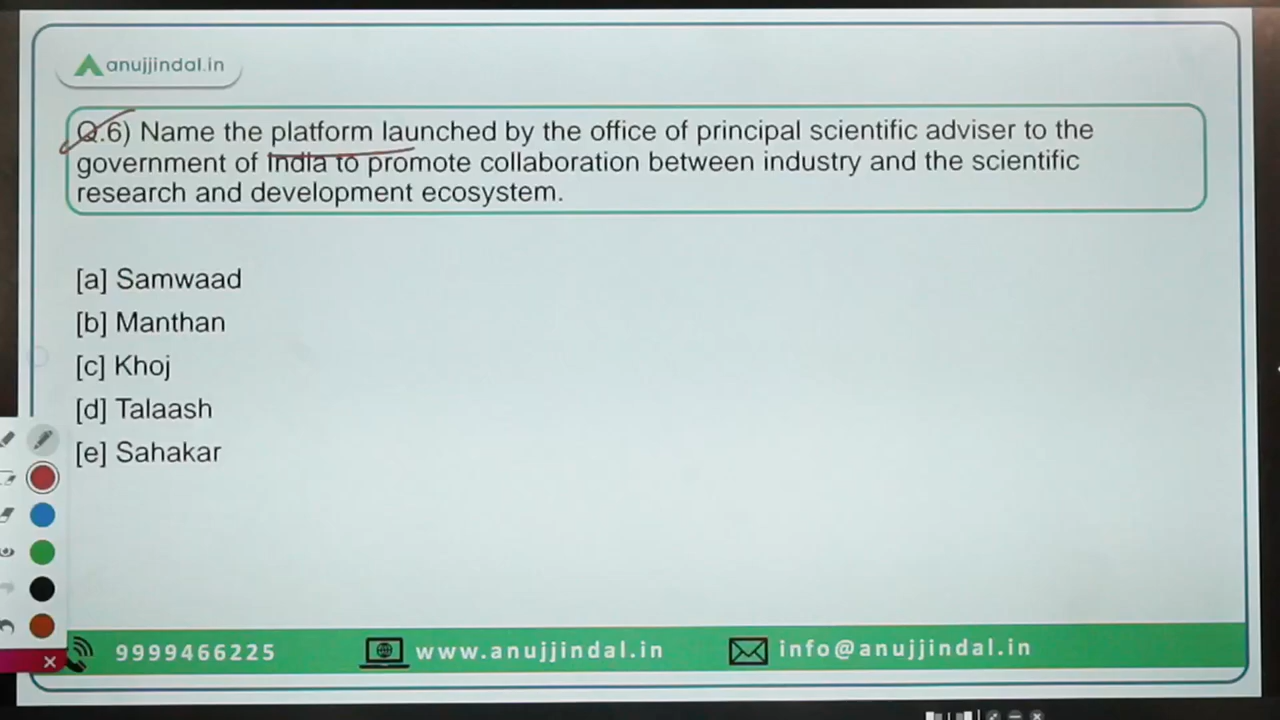 anujjindal.in
Q.6) Name the platform launched by the office of principal scientific adviser to the
government of India to promote collaboration between industry and the scientific
research and development ecosystem.
[a] Samwaad
[b] Manthan
[c] Khoj
[d] Talaash
[e] Sahakar
9999466225 www.anujjindal.in info@anujjindal.in